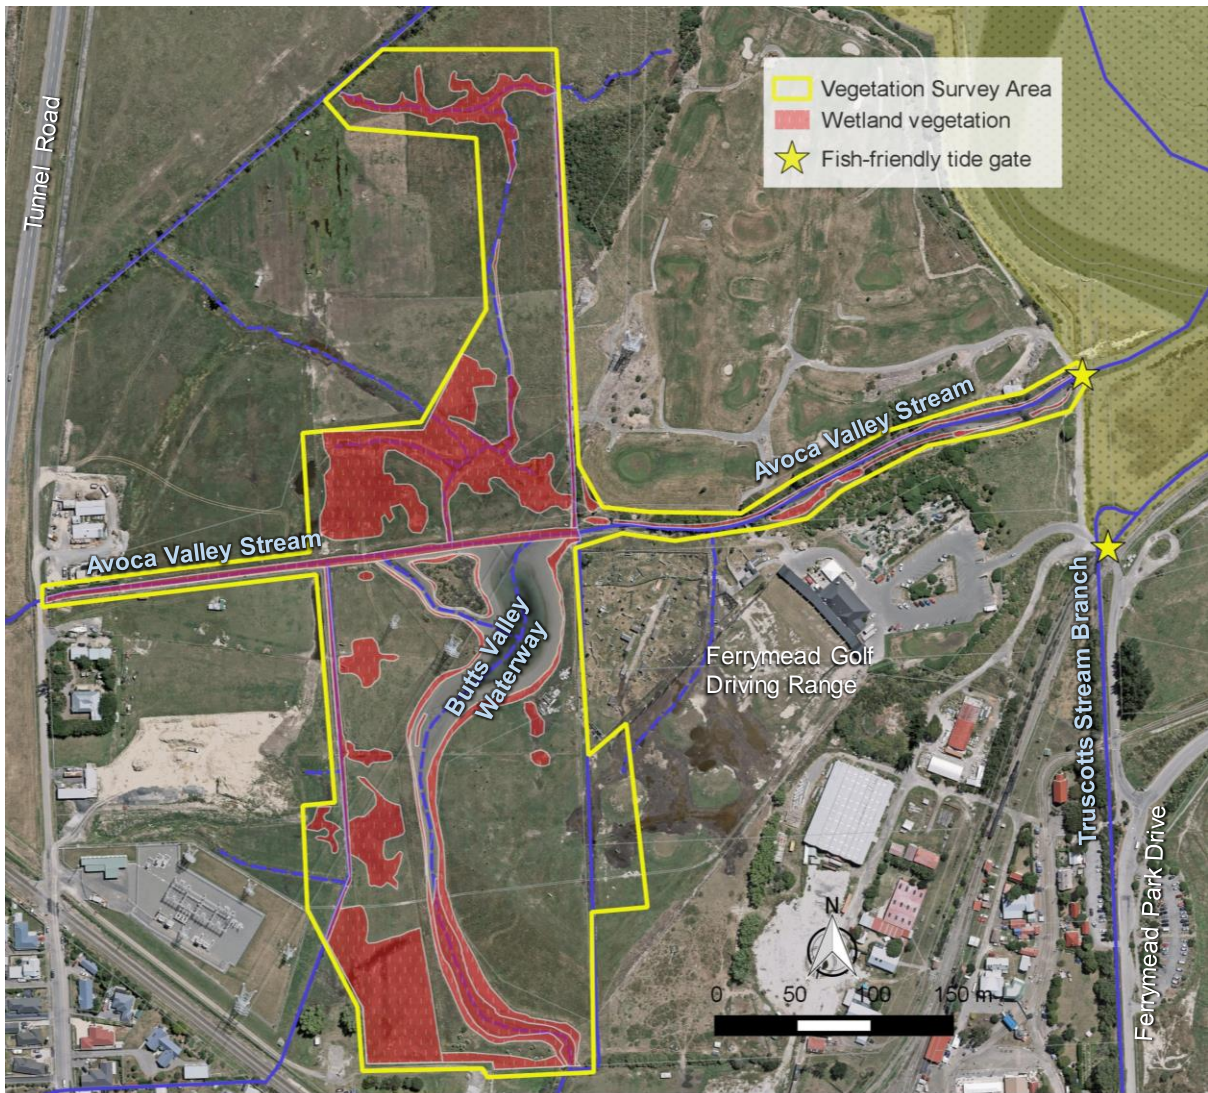 Vegetation Survey Area
Wetland vegetation
Fish-friendly tide gate
Tunnel Road
Avoca Valley Stream
Avoca Valley Stream
Butts Valley
Waterway
Ferrymead Golf
Driving Range
Truscotts Stream Branch
Ferrymead Park Drive
N
0 50 100 150 m